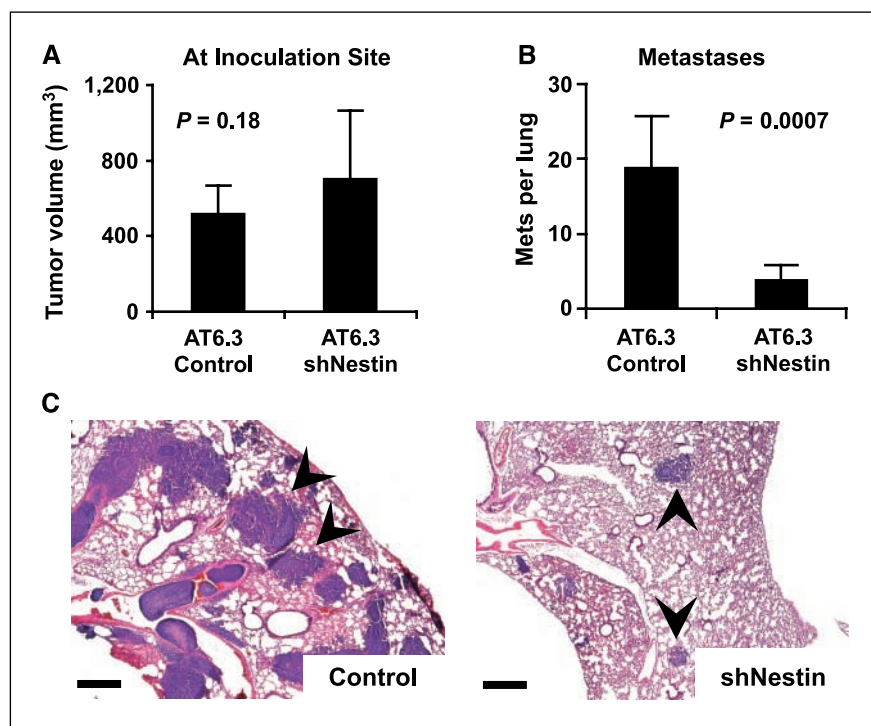 A
At Inoculation Site
Tumor volume (mm³)
1,200
800
400
0
P = 0.18
AT6.3
Control
AT6.3
shNestin
B
Metastases
Mets per lung
30
20
10
0
P = 0.0007
AT6.3
Control
AT6.3
shNestin
C
Control
shNestin